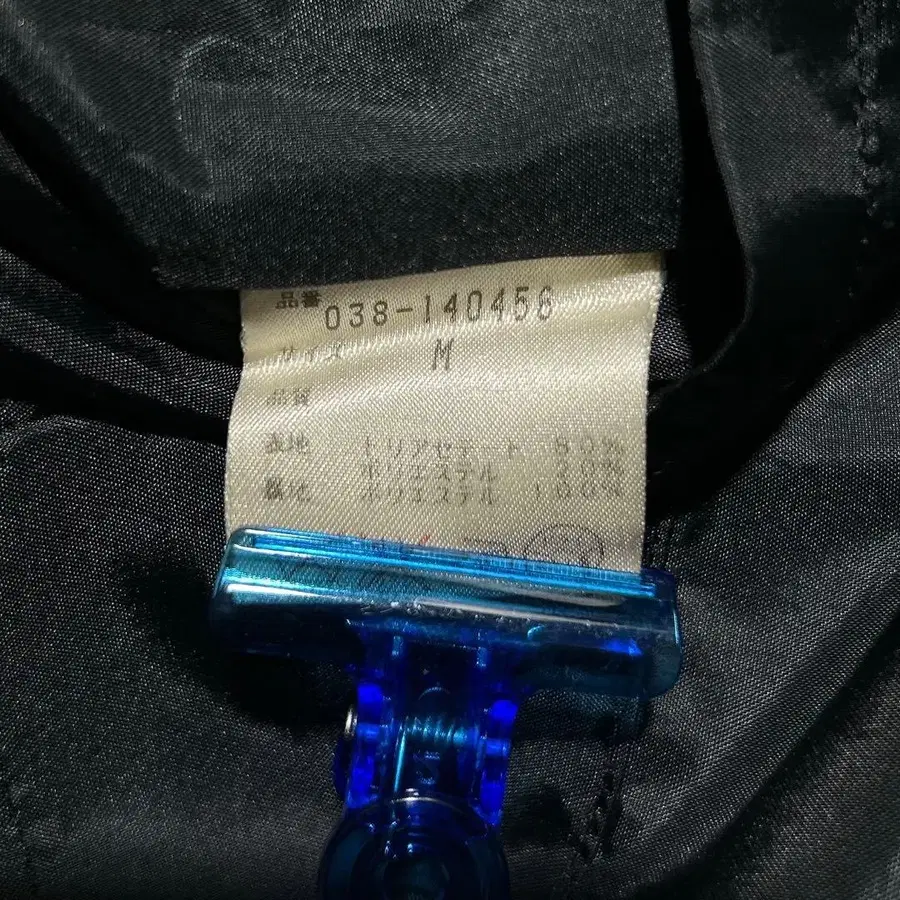 品番 038-140456
サイズ M
品質
表地 トリアセテート 80%
ポリエステル 20%
裏地 ポリエステル 100%